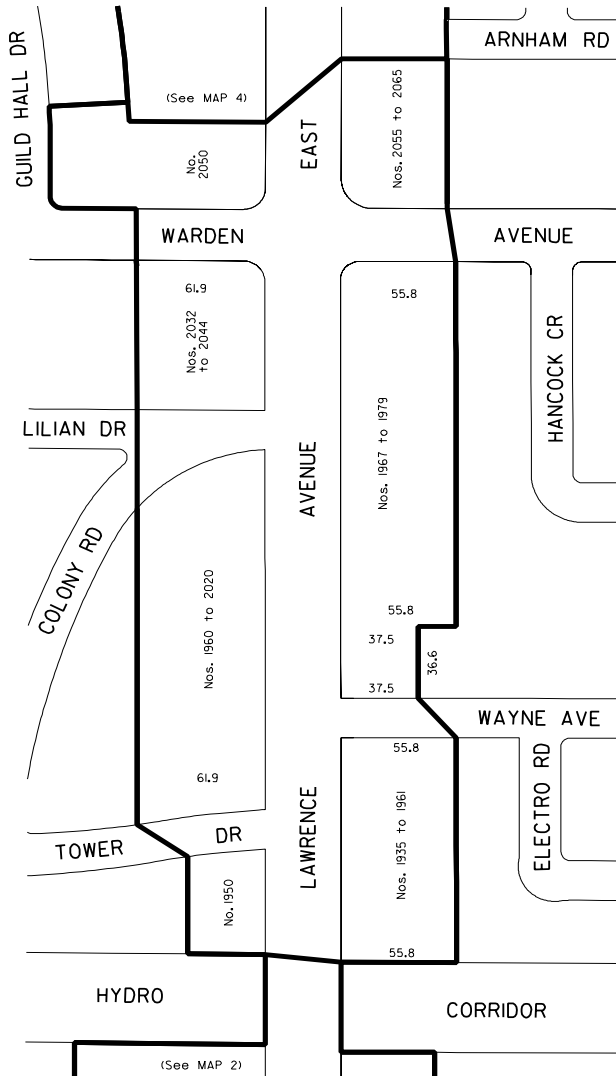 GUILD HALL DR
ARNHAM RD
(See MAP 4)
No.
2050
EAST
Nos. 2055 to 2065
WARDEN
AVENUE
61.9
55.8
Nos. 2032
to 2044
HANCOCK CR
LILIAN DR
AVENUE
Nos. 1967 to 1979
COLONY RD
Nos. 1960 to 2020
55.8
37.5
36.6
37.5
WAYNE AVE
55.8
61.9
ELECTRO RD
LAWRENCE
Nos. 1935 to 1961
TOWER
DR
No. 1950
55.8
HYDRO
CORRIDOR
(See MAP 2)